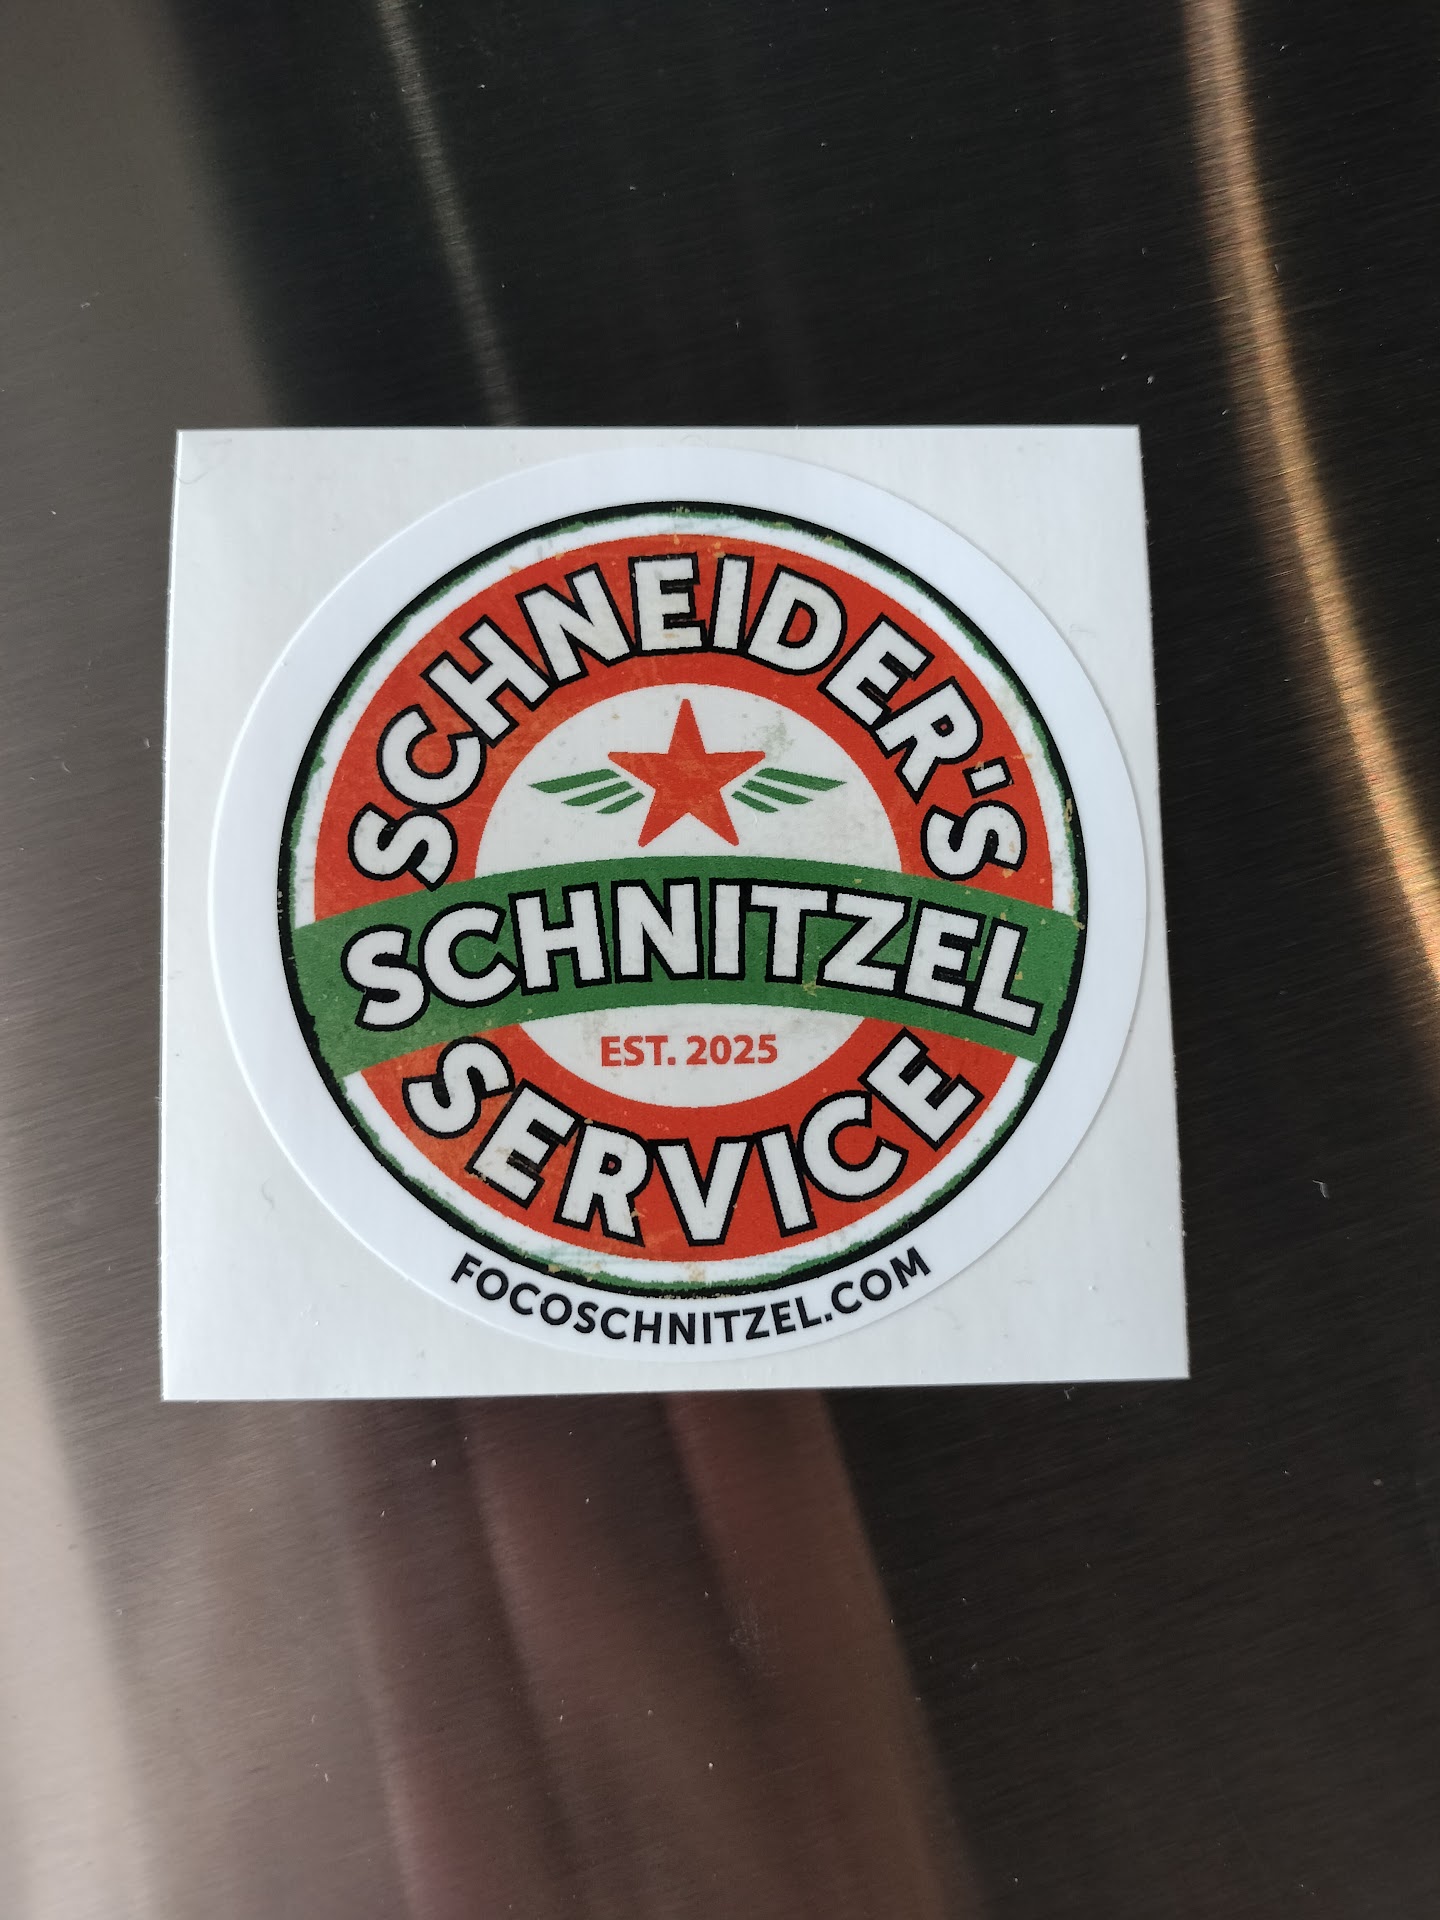 SCHNEIDER'S
SCHNITZEL
EST. 2025
SERVICE
FOCOSCHNITZEL.COM